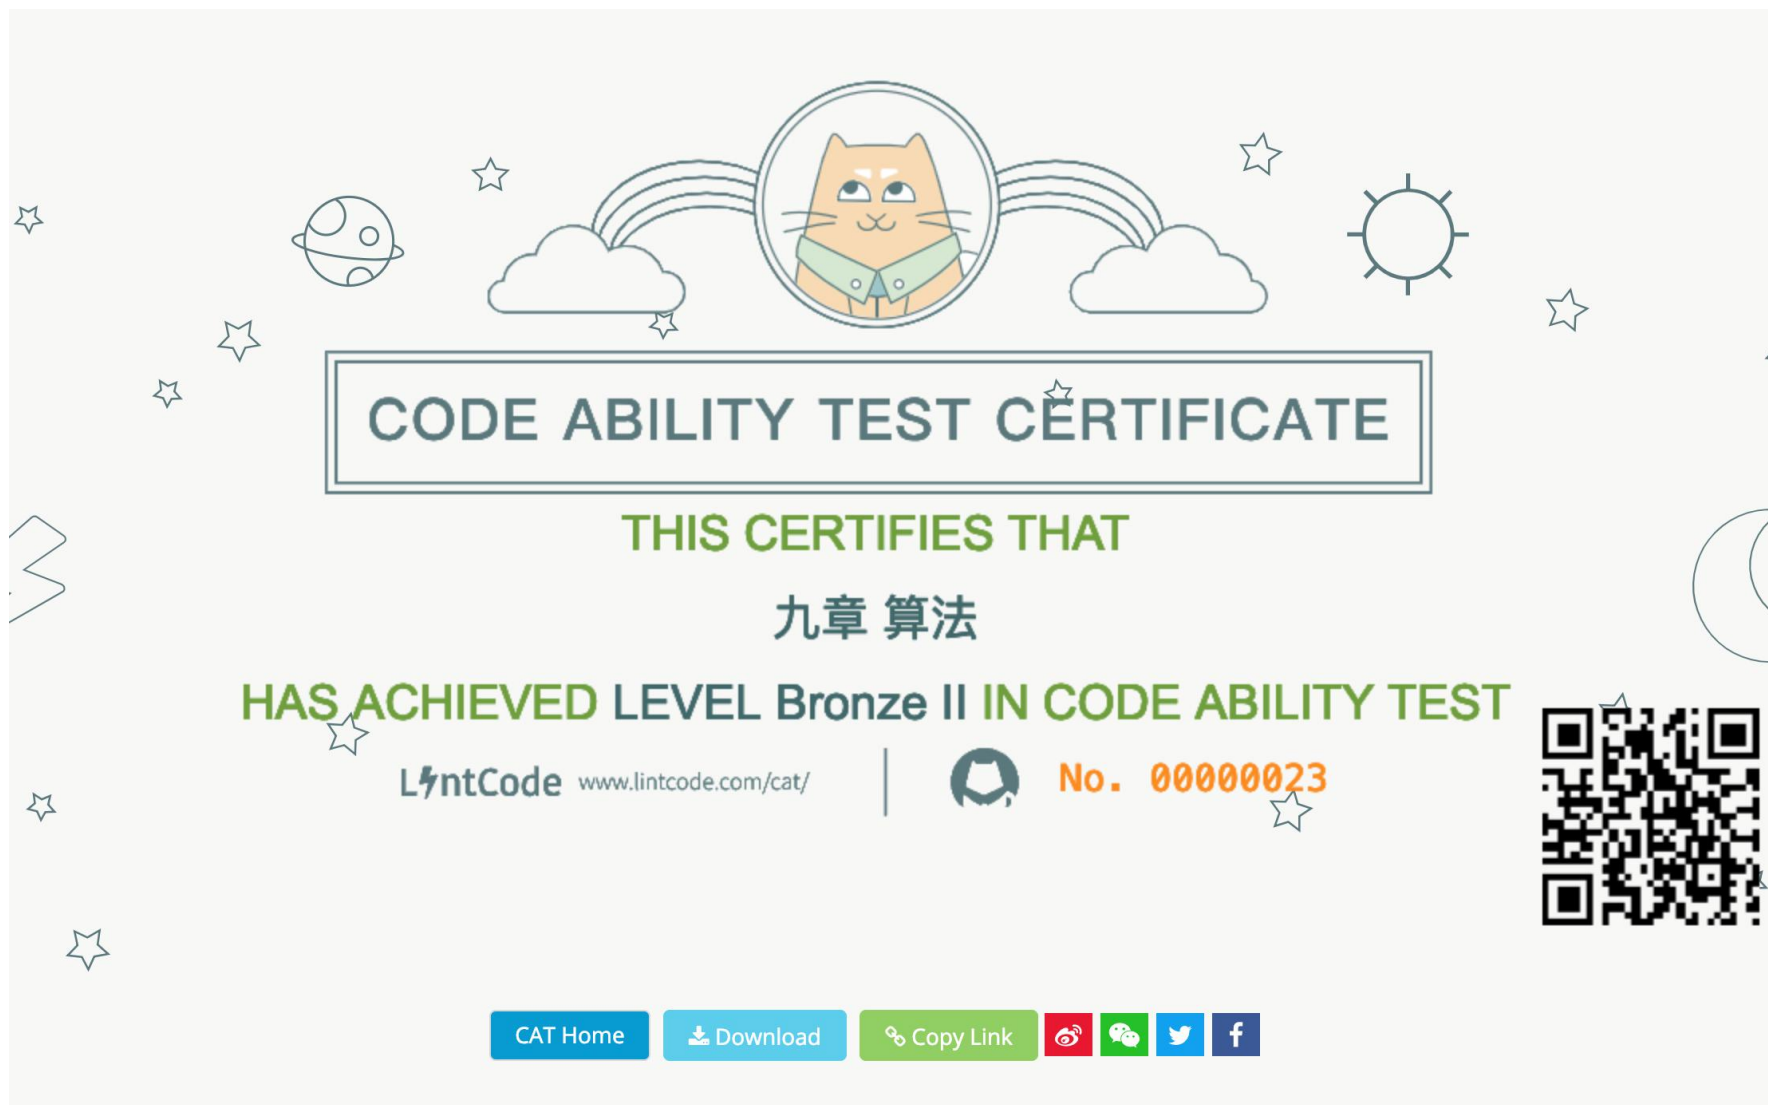 CODE ABILITY TEST CERTIFICATE
THIS CERTIFIES THAT
九章 算法
HAS ACHIEVED LEVEL Bronze II IN CODE ABILITY TEST
LintCode www.lintcode.com/cat/ No. 00000023
CAT Home Download Copy Link